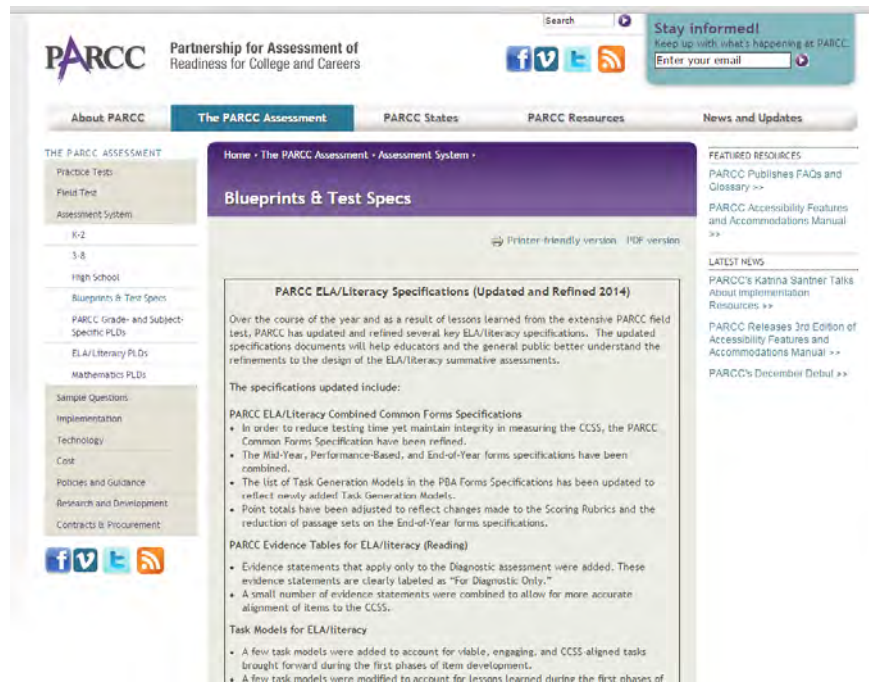 Search
Stay informed!
Keep up with what's happening at PARCC.
Enter your email
PARCC
Partnership for Assessment of
Readiness for College and Careers
About PARCC
The PARCC Assessment
PARCC States
PARCC Resources
News and Updates
THE PARCC ASSESSMENT
Practice Tests
Field Test
Assessment System
K-2
3-8
High School
Blueprints & Test Specs
PARCC Grade- and Subject-
Specific PLDs
ELA/Literacy PLDs
Mathematics PLDs
Sample Questions
Implementation
Technology
Cost
Policies and Guidance
Research and Development
Contracts & Procurement
Home • The PARCC Assessment • Assessment System •
Blueprints & Test Specs
Printer-friendly version PDF version
PARCC ELA/Literacy Specifications (Updated and Refined 2014)
Over the course of the year and as a result of lessons learned from the extensive PARCC field
test, PARCC has updated and refined several key ELA/literacy specifications. The updated
specifications documents will help educators and the general public better understand the
refinements to the design of the ELA/literacy summative assessments.
The specifications updated include:
PARCC ELA/Literacy Combined Common Forms Specifications
• In order to reduce testing time yet maintain integrity in measuring the CCSS, the PARCC
Common Forms Specification have been refined.
• The Mid-Year, Performance-Based, and End-of-Year forms specifications have been
combined.
• The list of Task Generation Models in the PBA Forms Specifications has been updated to
reflect newly added Task Generation Models.
• Point totals have been adjusted to reflect changes made to the Scoring Rubrics and the
reduction of passage sets on the End-of-Year forms specifications.
PARCC Evidence Tables for ELA/literacy (Reading)
• Evidence statements that apply only to the Diagnostic assessment were added. These
evidence statements are clearly labeled as "For Diagnostic Only."
• A small number of evidence statements were combined to allow for more accurate
alignment of items to the CCSS.
Task Models for ELA/literacy
• A few task models were added to account for viable, engaging, and CCSS-aligned tasks
brought forward during the first phases of item development.
• A few task models were modified to account for lessons learned during the first phases of
FEATURED RESOURCES
PARCC Publishes FAQs and
Glossary >>
PARCC Accessibility Features
and Accommodations Manual
>>
LATEST NEWS
PARCC's Katrina Santner Talks
About Implementation
Resources >>
PARCC Releases 3rd Edition of
Accessibility Features and
Accommodations Manual >>
PARCC's December Debut >>